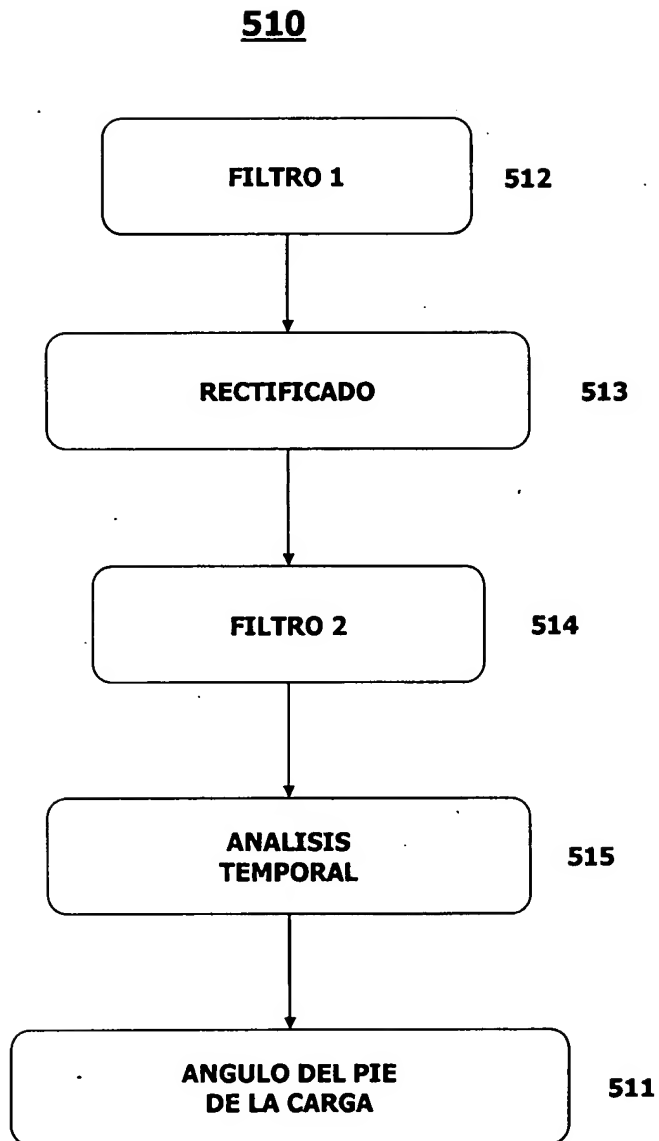 510
FILTRO 1
512
RECTIFICADO
513
FILTRO 2
514
ANALISIS
TEMPORAL
515
ANGULO DEL PIE
DE LA CARGA
511